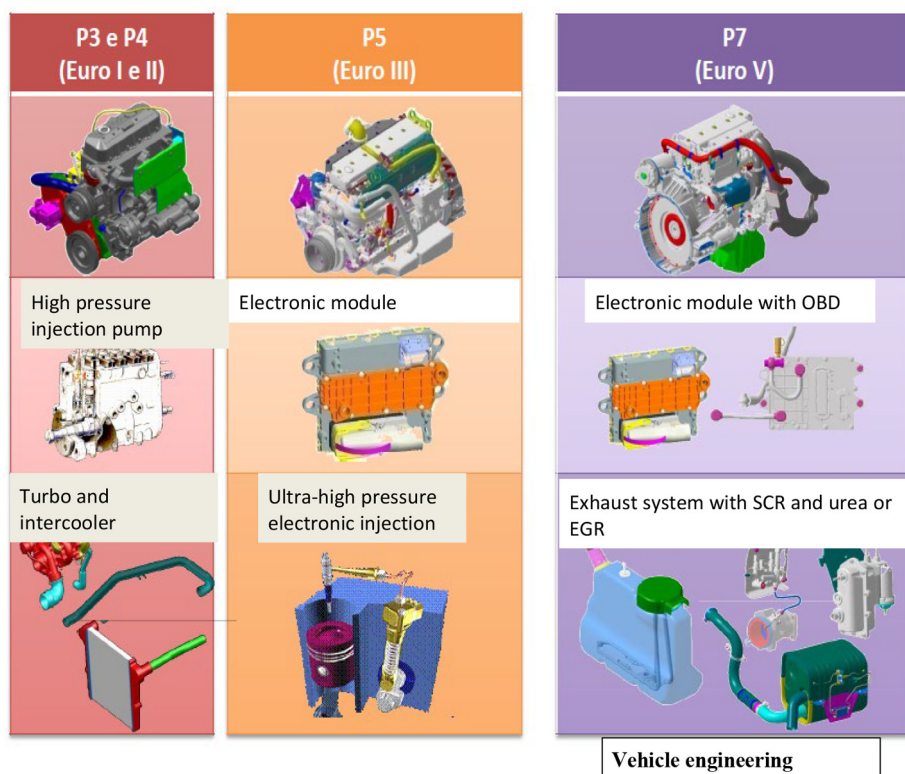 P3 e P4
(Euro I e II)
High pressure
injection pump
Turbo and
intercooler
P5
(Euro III)
Electronic module
Ultra-high pressure
electronic injection
P7
(Euro V)
Electronic module with OBD
Exhaust system with SCR and urea or
EGR
Vehicle engineering